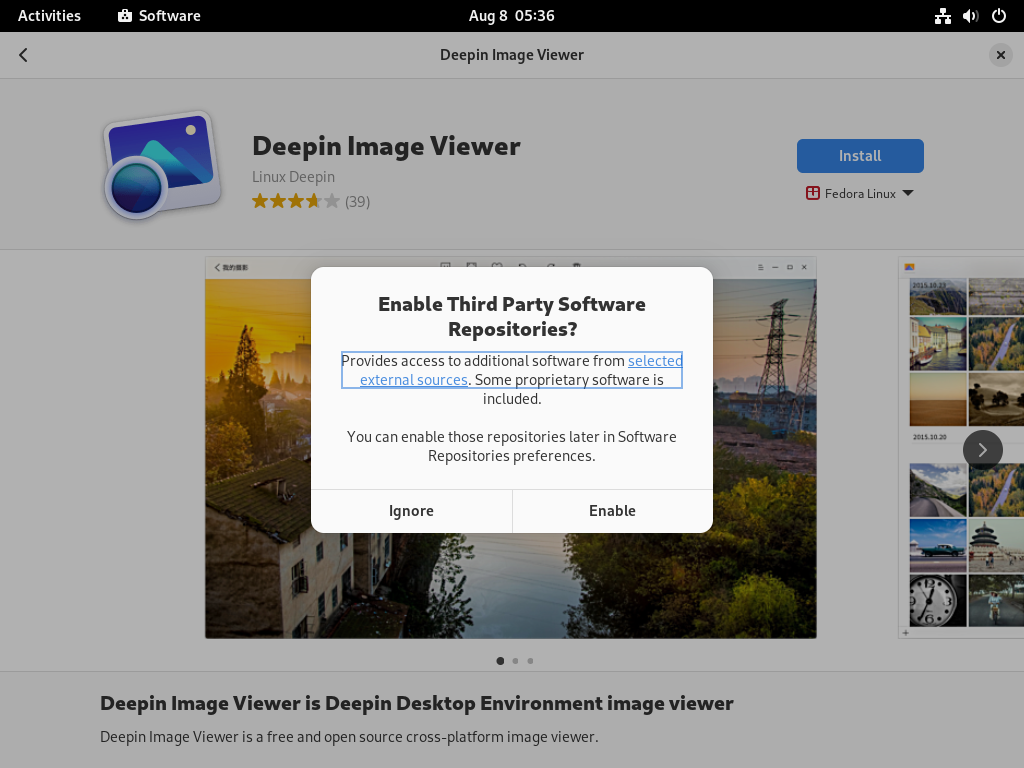 Activities
Software
Aug 8 05:36
Deepin Image Viewer
Deepin Image Viewer
Linux Deepin
(39)
Install
Fedora Linux
我的摄影
Enable Third Party Software
Repositories?
Provides access to additional software from selected
external sources. Some proprietary software is
included.
You can enable those repositories later in Software
Repositories preferences.
Ignore
Enable
2015.10.23
2015.10.20
Deepin Image Viewer is Deepin Desktop Environment image viewer
Deepin Image Viewer is a free and open source cross-platform image viewer.